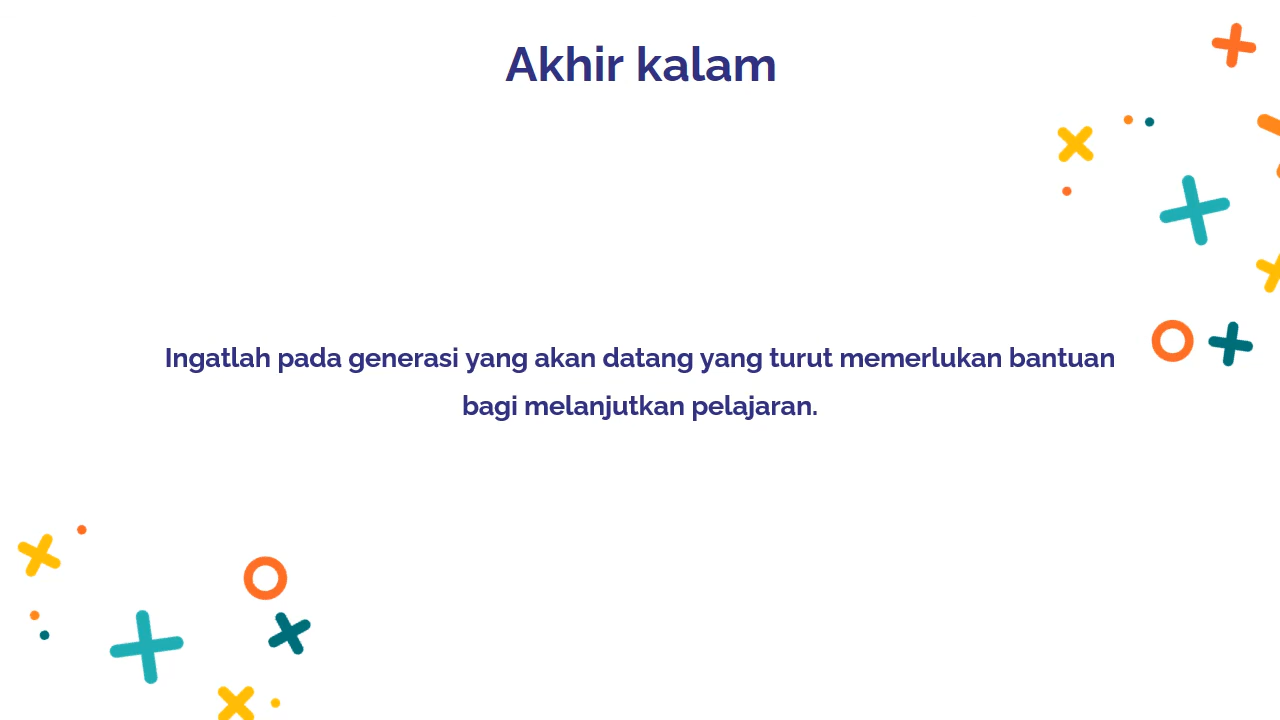 Akhir kalam
Ingatlah pada generasi yang akan datang yang turut memerlukan bantuan
bagi melanjutkan pelajaran.